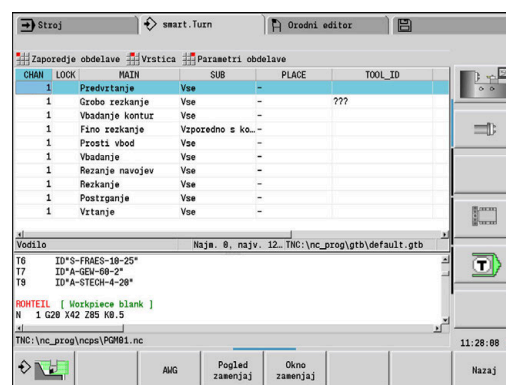 Stroj smart.Turn Orodni editor
Zaporedje obdelave Vrstica Parametri obdelave
CHAN LOCK MAIN SUB PLACE TOOL_ID
1 Predvrtanje Vse -
1 Grobo rezkanje Vse - ???
1 Vbadanje kontur Vse -
1 Fino rezkanje Vzporedno s ko… -
1 Prosti vbod Vse -
1 Vbadanje Vse -
1 Rezanje navojev Vse -
1 Rezkanje Vse -
1 Postrganje Vse -
1 Vrtanje Vse -
Vodilo Najm. 0, najv. 12… TNC:\nc_prog\gtb\default.gtb
T6 ID"S-FRAES-10-25"
T7 ID"A-GEW-60-2"
T9 ID"A-STECH-4-20"
ROHTEIL [ Workpiece blank ]
N 1 G20 X42 Z85 K0.5
TNC:\nc_prog\ncps\PGM01.nc
T
11:28:08
AWG Pogled zamenjaj Okno zamenjaj Nazaj